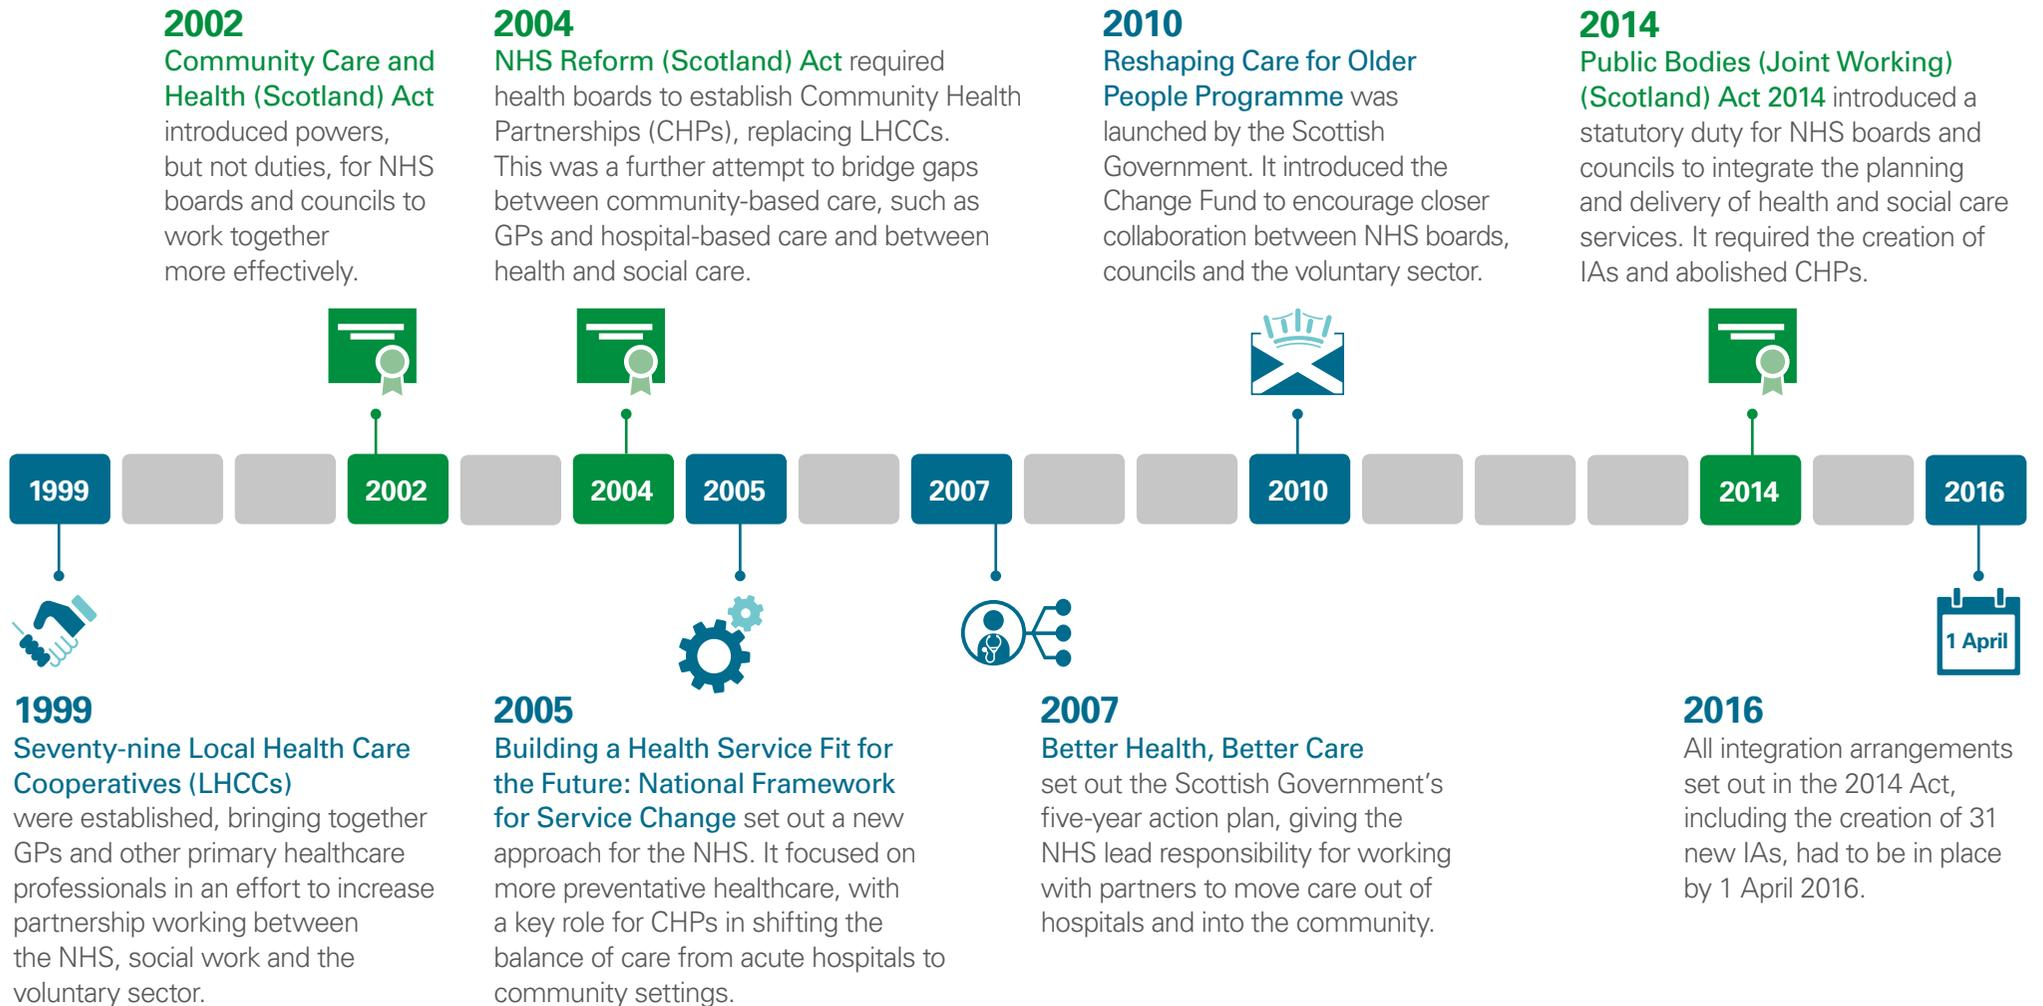 2002
Community Care and
Health (Scotland) Act
introduced powers,
but not duties, for NHS
boards and councils to
work together
more effectively.
2004
NHS Reform (Scotland) Act required
health boards to establish Community Health
Partnerships (CHPs), replacing LHCCs.
This was a further attempt to bridge gaps
between community-based care, such as
GPs and hospital-based care and between
health and social care.
2010
Reshaping Care for Older
People Programme was
launched by the Scottish
Government. It introduced the
Change Fund to encourage closer
collaboration between NHS boards,
councils and the voluntary sector.
2014
Public Bodies (Joint Working)
(Scotland) Act 2014 introduced a
statutory duty for NHS boards and
councils to integrate the planning
and delivery of health and social care
services. It required the creation of
IAs and abolished CHPs.
1999
2002
2004
2005
2007
2010
2014
2016
1 April
1999
Seventy-nine Local Health Care
Cooperatives (LHCCs)
were established, bringing together
GPs and other primary healthcare
professionals in an effort to increase
partnership working between
the NHS, social work and the
voluntary sector.
2005
Building a Health Service Fit for
the Future: National Framework
for Service Change set out a new
approach for the NHS. It focused on
more preventative healthcare, with
a key role for CHPs in shifting the
balance of care from acute hospitals to
community settings.
2007
Better Health, Better Care
set out the Scottish Government's
five-year action plan, giving the
NHS lead responsibility for working
with partners to move care out of
hospitals and into the community.
2016
All integration arrangements
set out in the 2014 Act,
including the creation of 31
new IAs, had to be in place
by 1 April 2016.